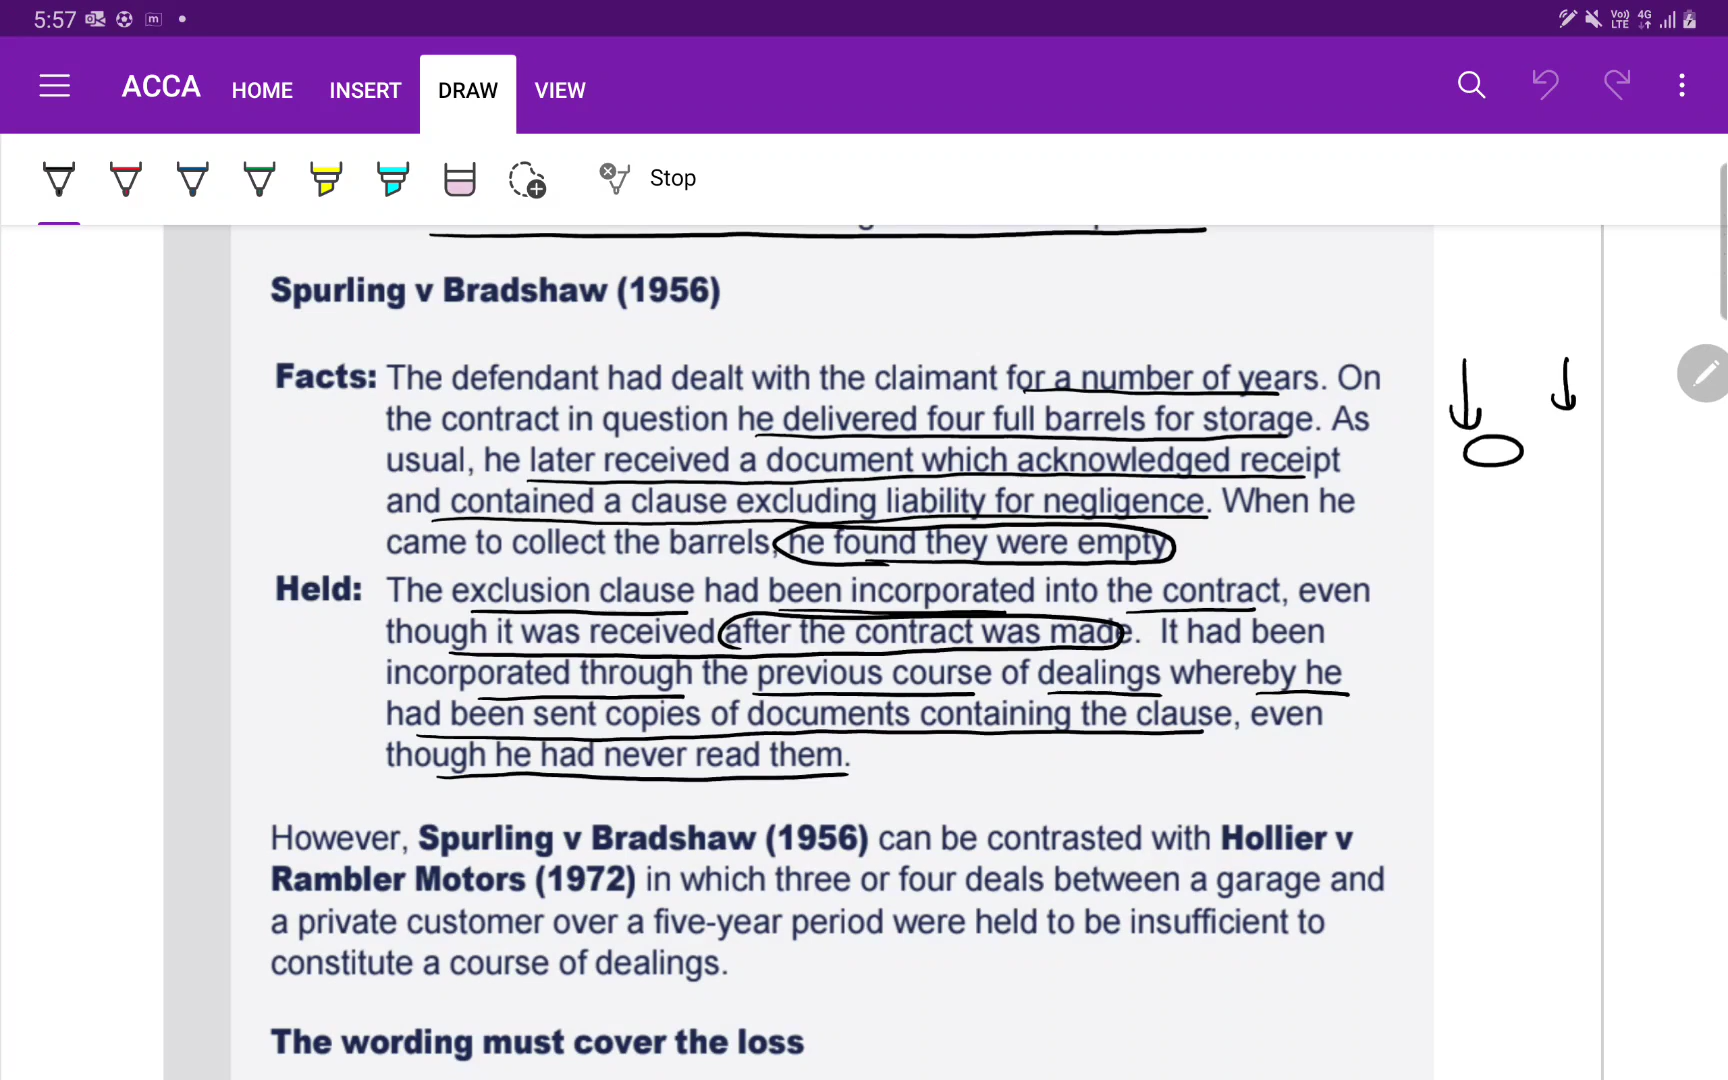 5:57
Vo)) LTE 4G
ACCA HOME INSERT DRAW VIEW
Stop
Spurling v Bradshaw (1956)
Facts: The defendant had dealt with the claimant for a number of years. On
the contract in question he delivered four full barrels for storage. As
usual, he later received a document which acknowledged receipt
and contained a clause excluding liability for negligence. When he
came to collect the barrels, he found they were empty
Held: The exclusion clause had been incorporated into the contract, even
though it was received after the contract was made. It had been
incorporated through the previous course of dealings whereby he
had been sent copies of documents containing the clause, even
though he had never read them.
However, Spurling v Bradshaw (1956) can be contrasted with Hollier v
Rambler Motors (1972) in which three or four deals between a garage and
a private customer over a five-year period were held to be insufficient to
constitute a course of dealings.
The wording must cover the loss